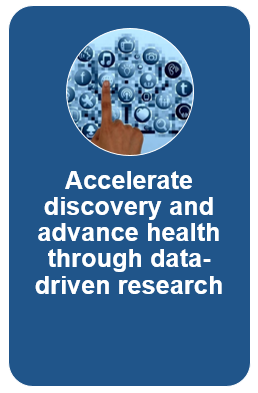 Accelerate
discovery and
advance health
through data-
driven research